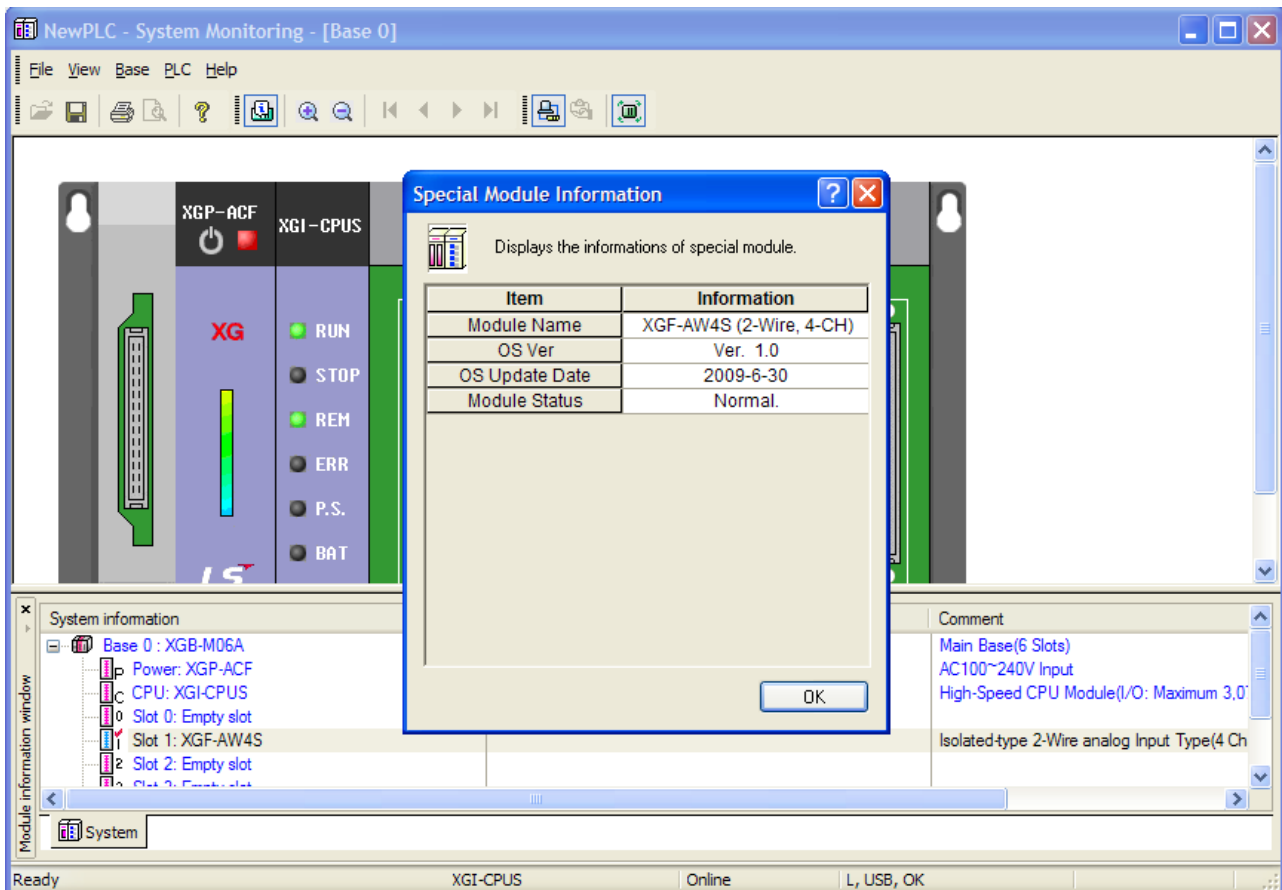 NewPLC - System Monitoring - [Base 0]
File View Base PLC Help
XGP-ACF
XGI-CPUS
XG
RUN
STOP
REM
ERR
P.S.
BAT
LS
Special Module Information
Displays the informations of special module.
Item Information
Module Name XGF-AW4S (2-Wire, 4-CH)
OS Ver Ver. 1.0
OS Update Date 2009-6-30
Module Status Normal.
OK
Module information window
System information Comment
Base 0 : XGB-M06A Main Base(6 Slots)
Power: XGP-ACF AC100~240V Input
CPU: XGI-CPUS High-Speed CPU Module(I/O: Maximum 3,0
Slot 0: Empty slot
Slot 1: XGF-AW4S Isolated-type 2-Wire analog Input Type(4 Ch
Slot 2: Empty slot
Slot 3: Empty slot
System
Ready XGI-CPUS Online L, USB, OK